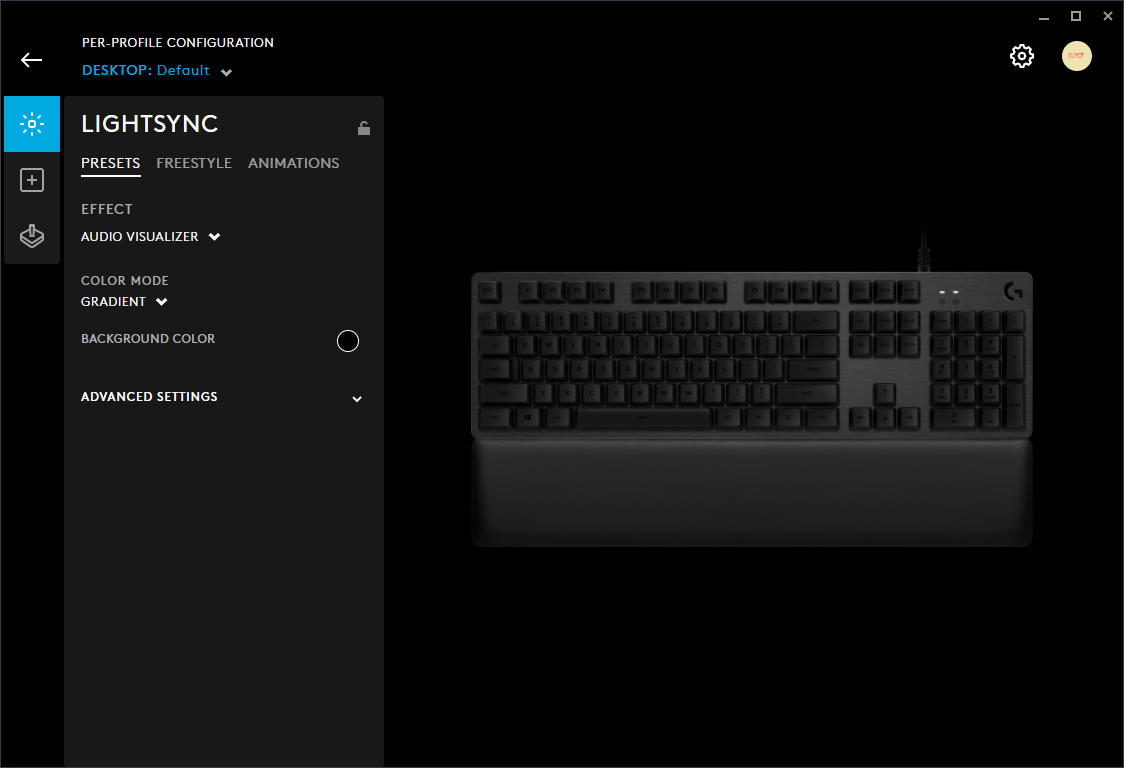 PER-PROFILE CONFIGURATION
DESKTOP: Default
LIGHTSYNC
PRESETS FREESTYLE ANIMATIONS
EFFECT
AUDIO VISUALIZER
COLOR MODE
GRADIENT
BACKGROUND COLOR
ADVANCED SETTINGS